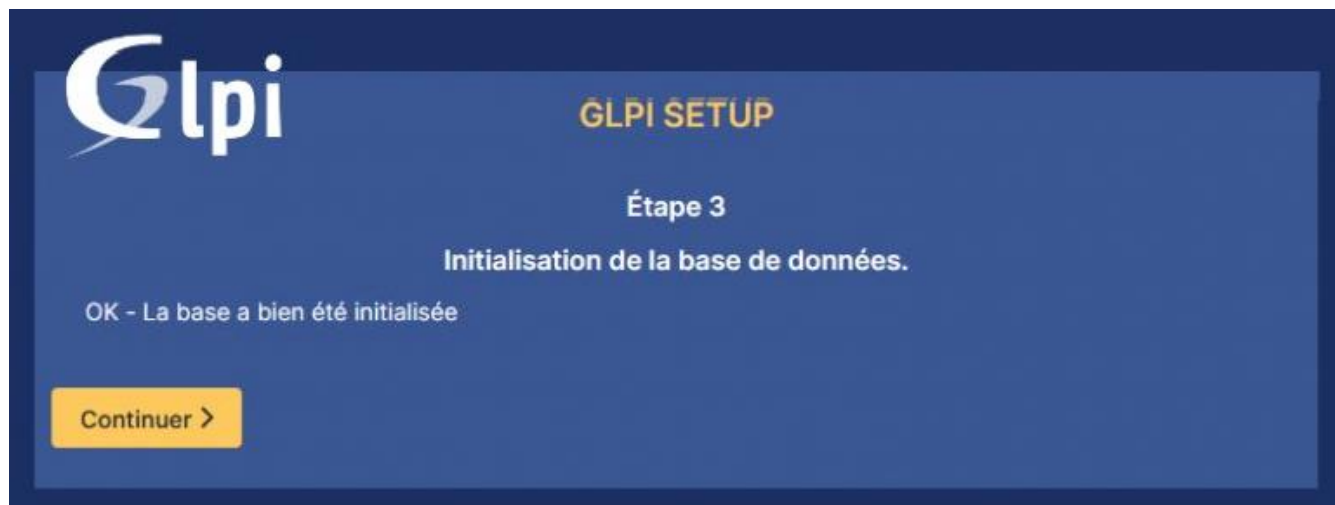 Glpi
GLPI SETUP
Étape 3
Initialisation de la base de données.
OK - La base a bien été initialisée
Continuer >